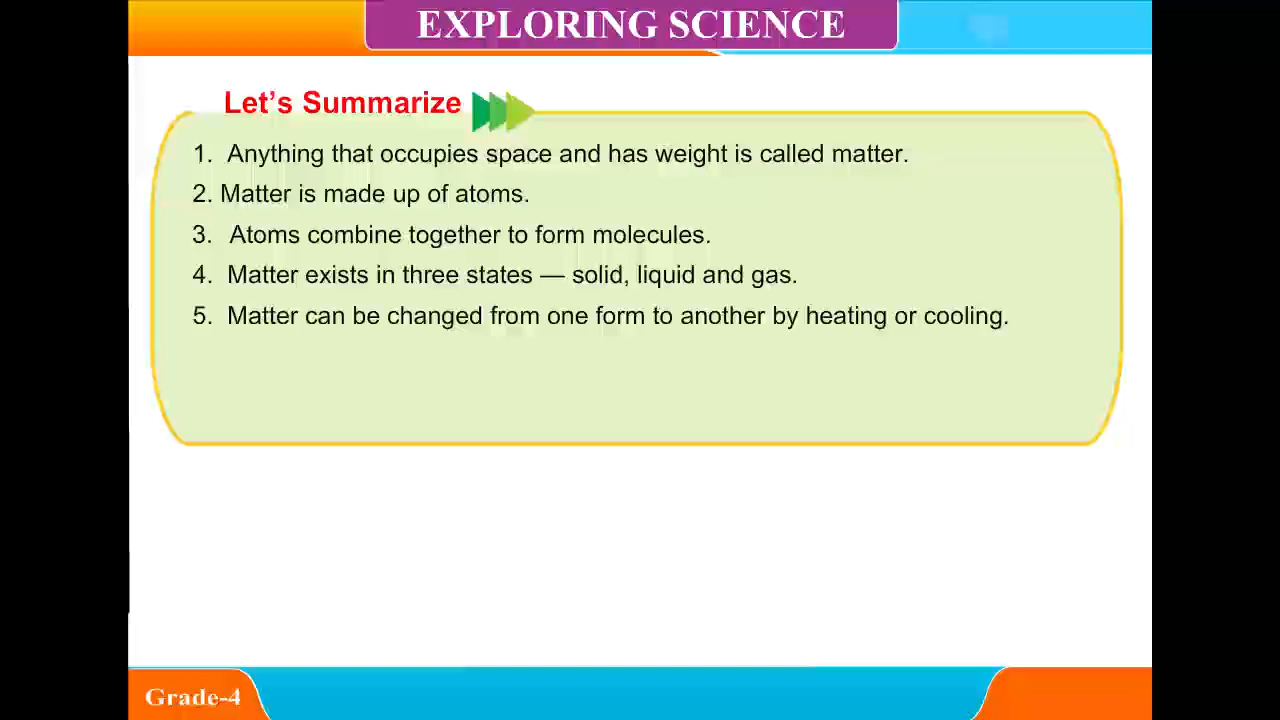 EXPLORING SCIENCE
Let’s Summarize
1. Anything that occupies space and has weight is called matter.
2. Matter is made up of atoms.
3. Atoms combine together to form molecules.
4. Matter exists in three states — solid, liquid and gas.
5. Matter can be changed from one form to another by heating or cooling.
Grade-4